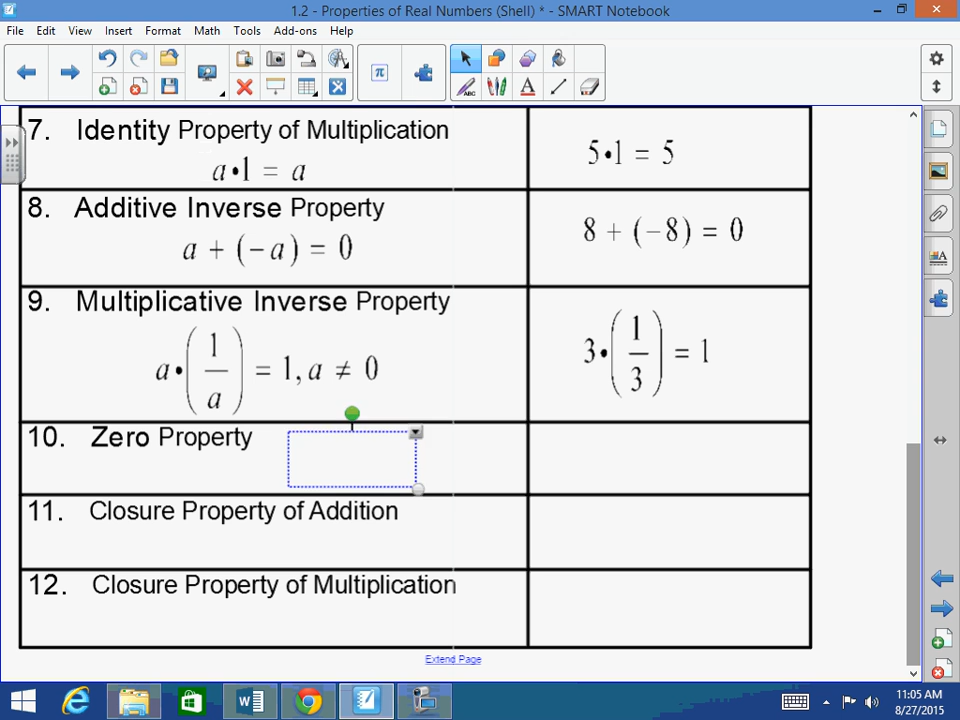 1.2 - Properties of Real Numbers (Shell) * - SMART Notebook
File Edit View Insert Format Math Tools Add-ons Help
7. Identity Property of Multiplication
a•1 = a
5•1 = 5
8. Additive Inverse Property
a + (−a) = 0
8 + (−8) = 0
9. Multiplicative Inverse Property
a•(1/a) = 1, a ≠ 0
3•(1/3) = 1
10. Zero Property
11. Closure Property of Addition
12. Closure Property of Multiplication
Extend Page
11:05 AM
8/27/2015